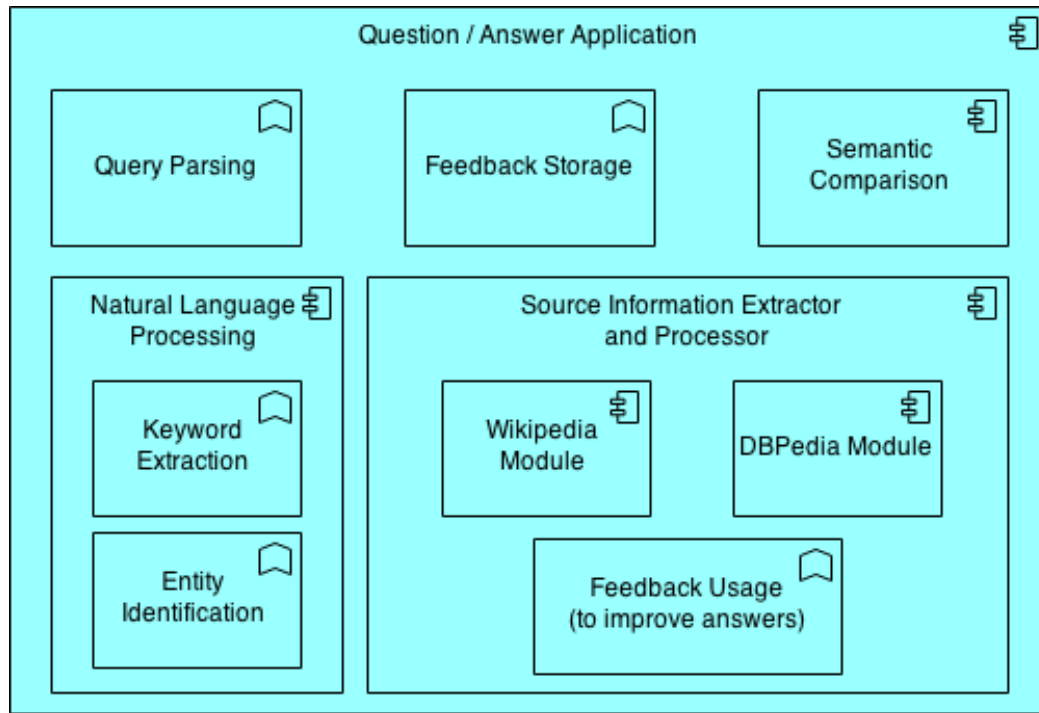 Question / Answer Application
Query Parsing
Feedback Storage
Semantic
Comparison
Natural Language
Processing
Keyword
Extraction
Entity
Identification
Source Information Extractor
and Processor
Wikipedia
Module
DBPedia Module
Feedback Usage
(to improve answers)